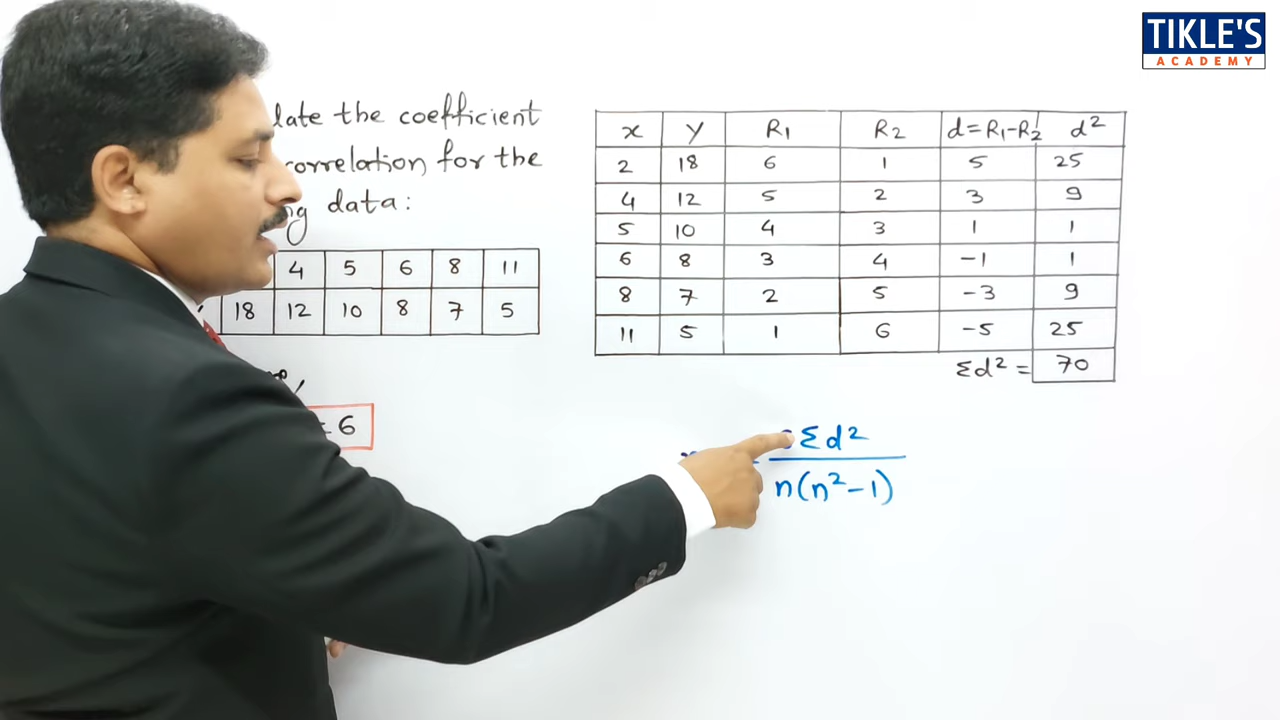 TIKLE'S
ACADEMY
the coefficient
for the
data:
4 5 6 8 11
18 12 10 8 7 5
6
x y R₁ R₂ d=R₁-R₂ d²
2 18 6 1 5 25
4 12 5 2 3 9
5 10 4 3 1 1
6 8 3 4 -1 1
8 7 2 5 -3 9
11 5 1 6 -5 25
Σd² = 70
Σd²
n(n²-1)